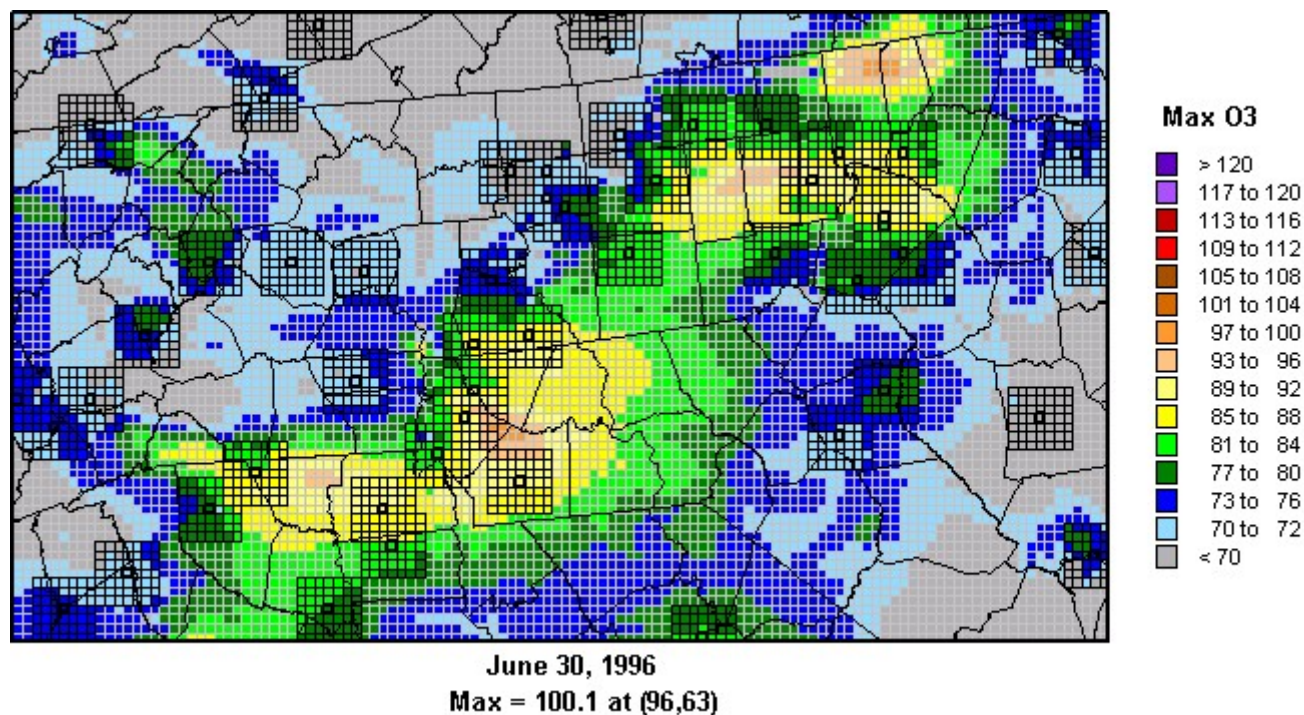 Max O3
> 120
117 to 120
113 to 116
109 to 112
105 to 108
101 to 104
97 to 100
93 to 96
89 to 92
85 to 88
81 to 84
77 to 80
73 to 76
70 to 72
< 70
June 30, 1996
Max = 100.1 at (96,63)